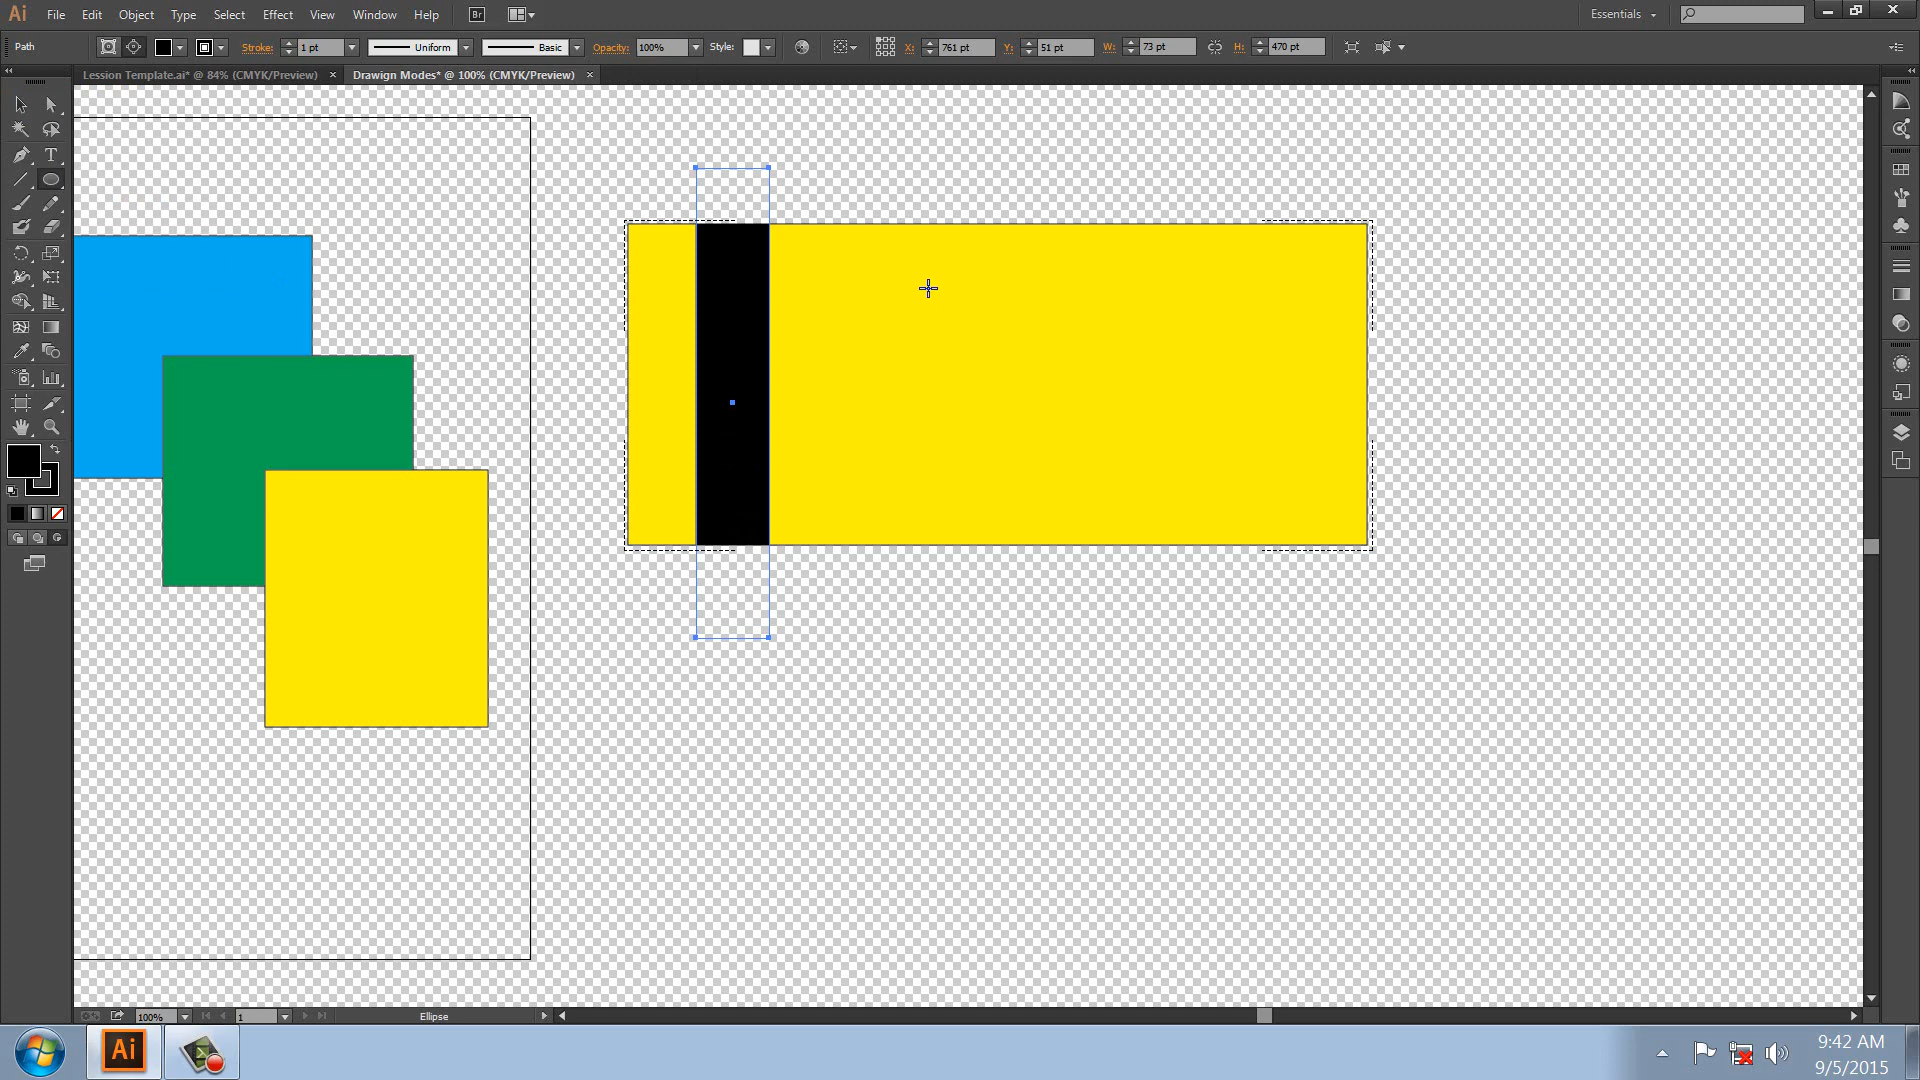 Ai File Edit Object Type Select Effect View Window Help Br Essentials
Path Stroke: 1 pt Uniform Basic Opacity: 100% Style: X: 761 pt Y: 51 pt W: 73 pt H: 470 pt
Lession Template.ai* @ 84% (CMYK/Preview) × Drawign Modes* @ 100% (CMYK/Preview) ×
T
100% 1 Ellipse
Ai
9:42 AM
9/5/2015